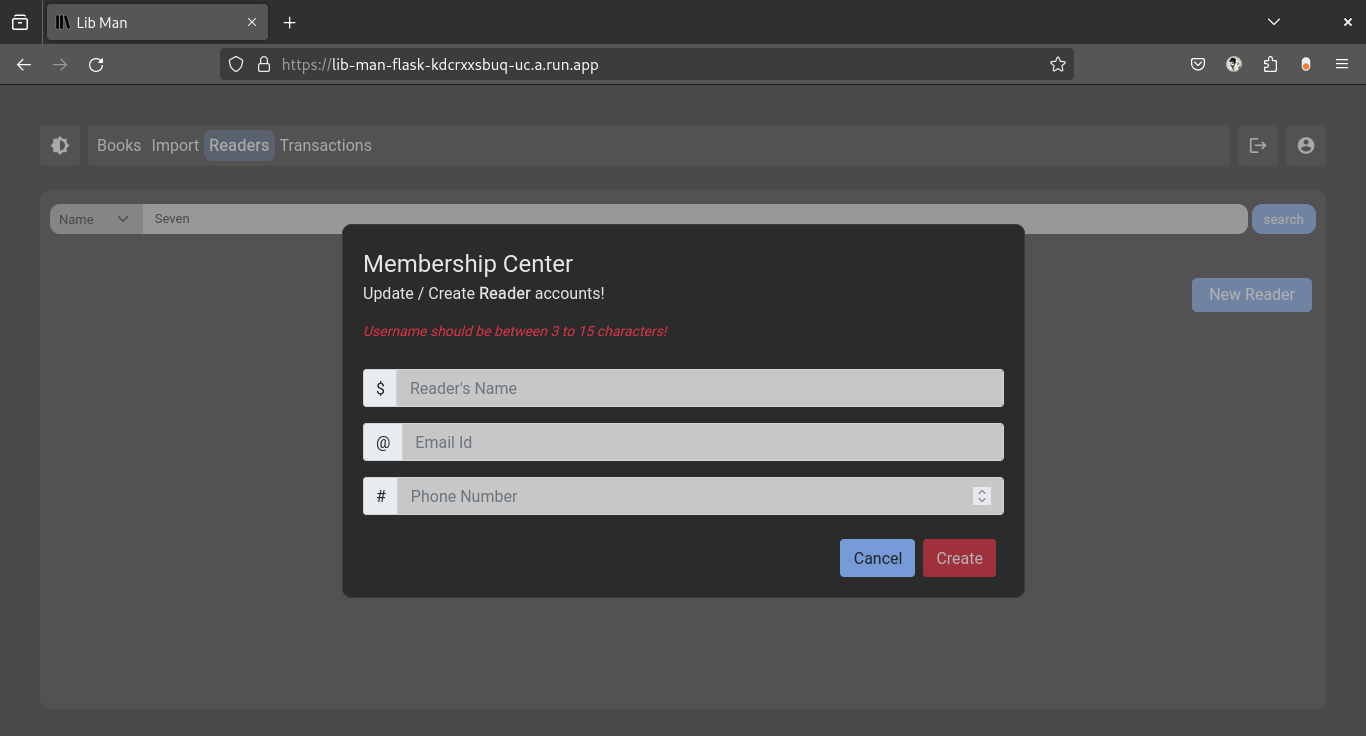 Lib Man
https://lib-man-flask-kdcrxxsbuq-uc.a.run.app
Books Import Readers Transactions
Name Seven search
New Reader
Membership Center
Update / Create Reader accounts!
Username should be between 3 to 15 characters!
$ Reader's Name
@ Email Id
# Phone Number
Cancel Create